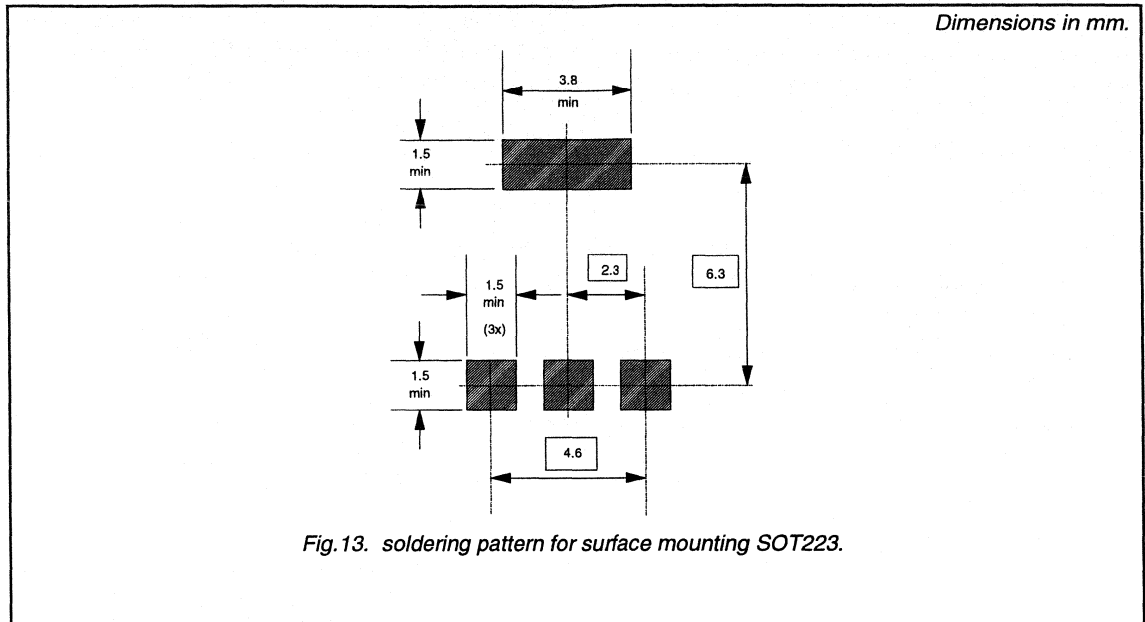 Dimensions in mm.
3.8
min
1.5
min
2.3
6.3
1.5
min
(3x)
1.5
min
4.6
Fig.13. soldering pattern for surface mounting SOT223.